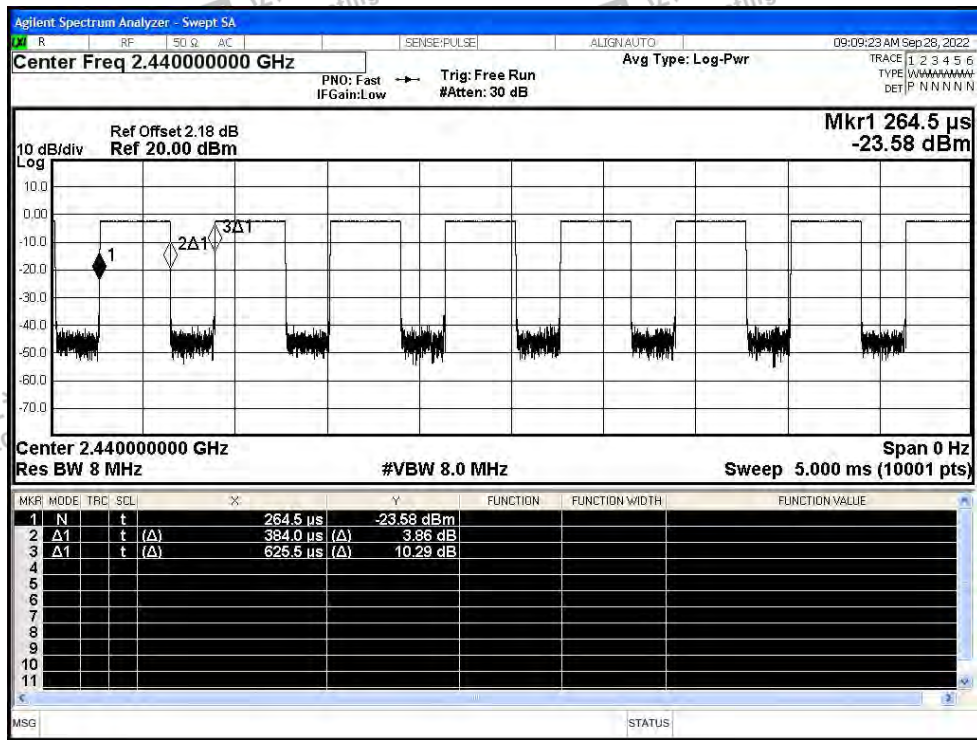 Agilent Spectrum Analyzer - Swept SA
LXI R RF 50 Ω AC SENSE:PULSE ALIGNAUTO 09:09:23 AM Sep 28, 2022
Center Freq 2.440000000 GHz
PNO: Fast
IFGain:Low
Trig: Free Run
#Atten: 30 dB
Avg Type: Log-Pwr
TRACE 1 2 3 4 5 6
TYPE WWWWWW
DET P N N N N N
Mkr1 264.5 µs
-23.58 dBm
Ref Offset 2.18 dB
10 dB/div Ref 20.00 dBm
Log
10.0
0.00
-10.0
-20.0
-30.0
-40.0
-50.0
-60.0
-70.0
1
2Δ1
3Δ1
Center 2.440000000 GHz Span 0 Hz
Res BW 8 MHz #VBW 8.0 MHz Sweep 5.000 ms (10001 pts)
MKR MODE TRC SCL X Y FUNCTION FUNCTION WIDTH FUNCTION VALUE
1 N t 264.5 µs -23.58 dBm
2 Δ1 t (Δ) 384.0 µs (Δ) 3.86 dB
3 Δ1 t (Δ) 625.5 µs (Δ) 10.29 dB
4
5
6
7
8
9
10
11
MSG STATUS